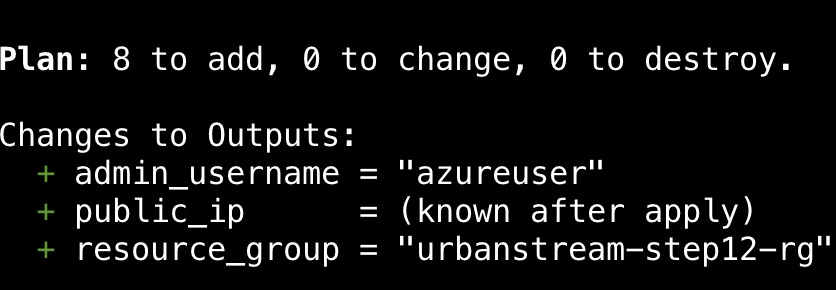 Plan: 8 to add, 0 to change, 0 to destroy.
Changes to Outputs:
+ admin_username = "azureuser"
+ public_ip = (known after apply)
+ resource_group = "urbanstream-step12-rg"